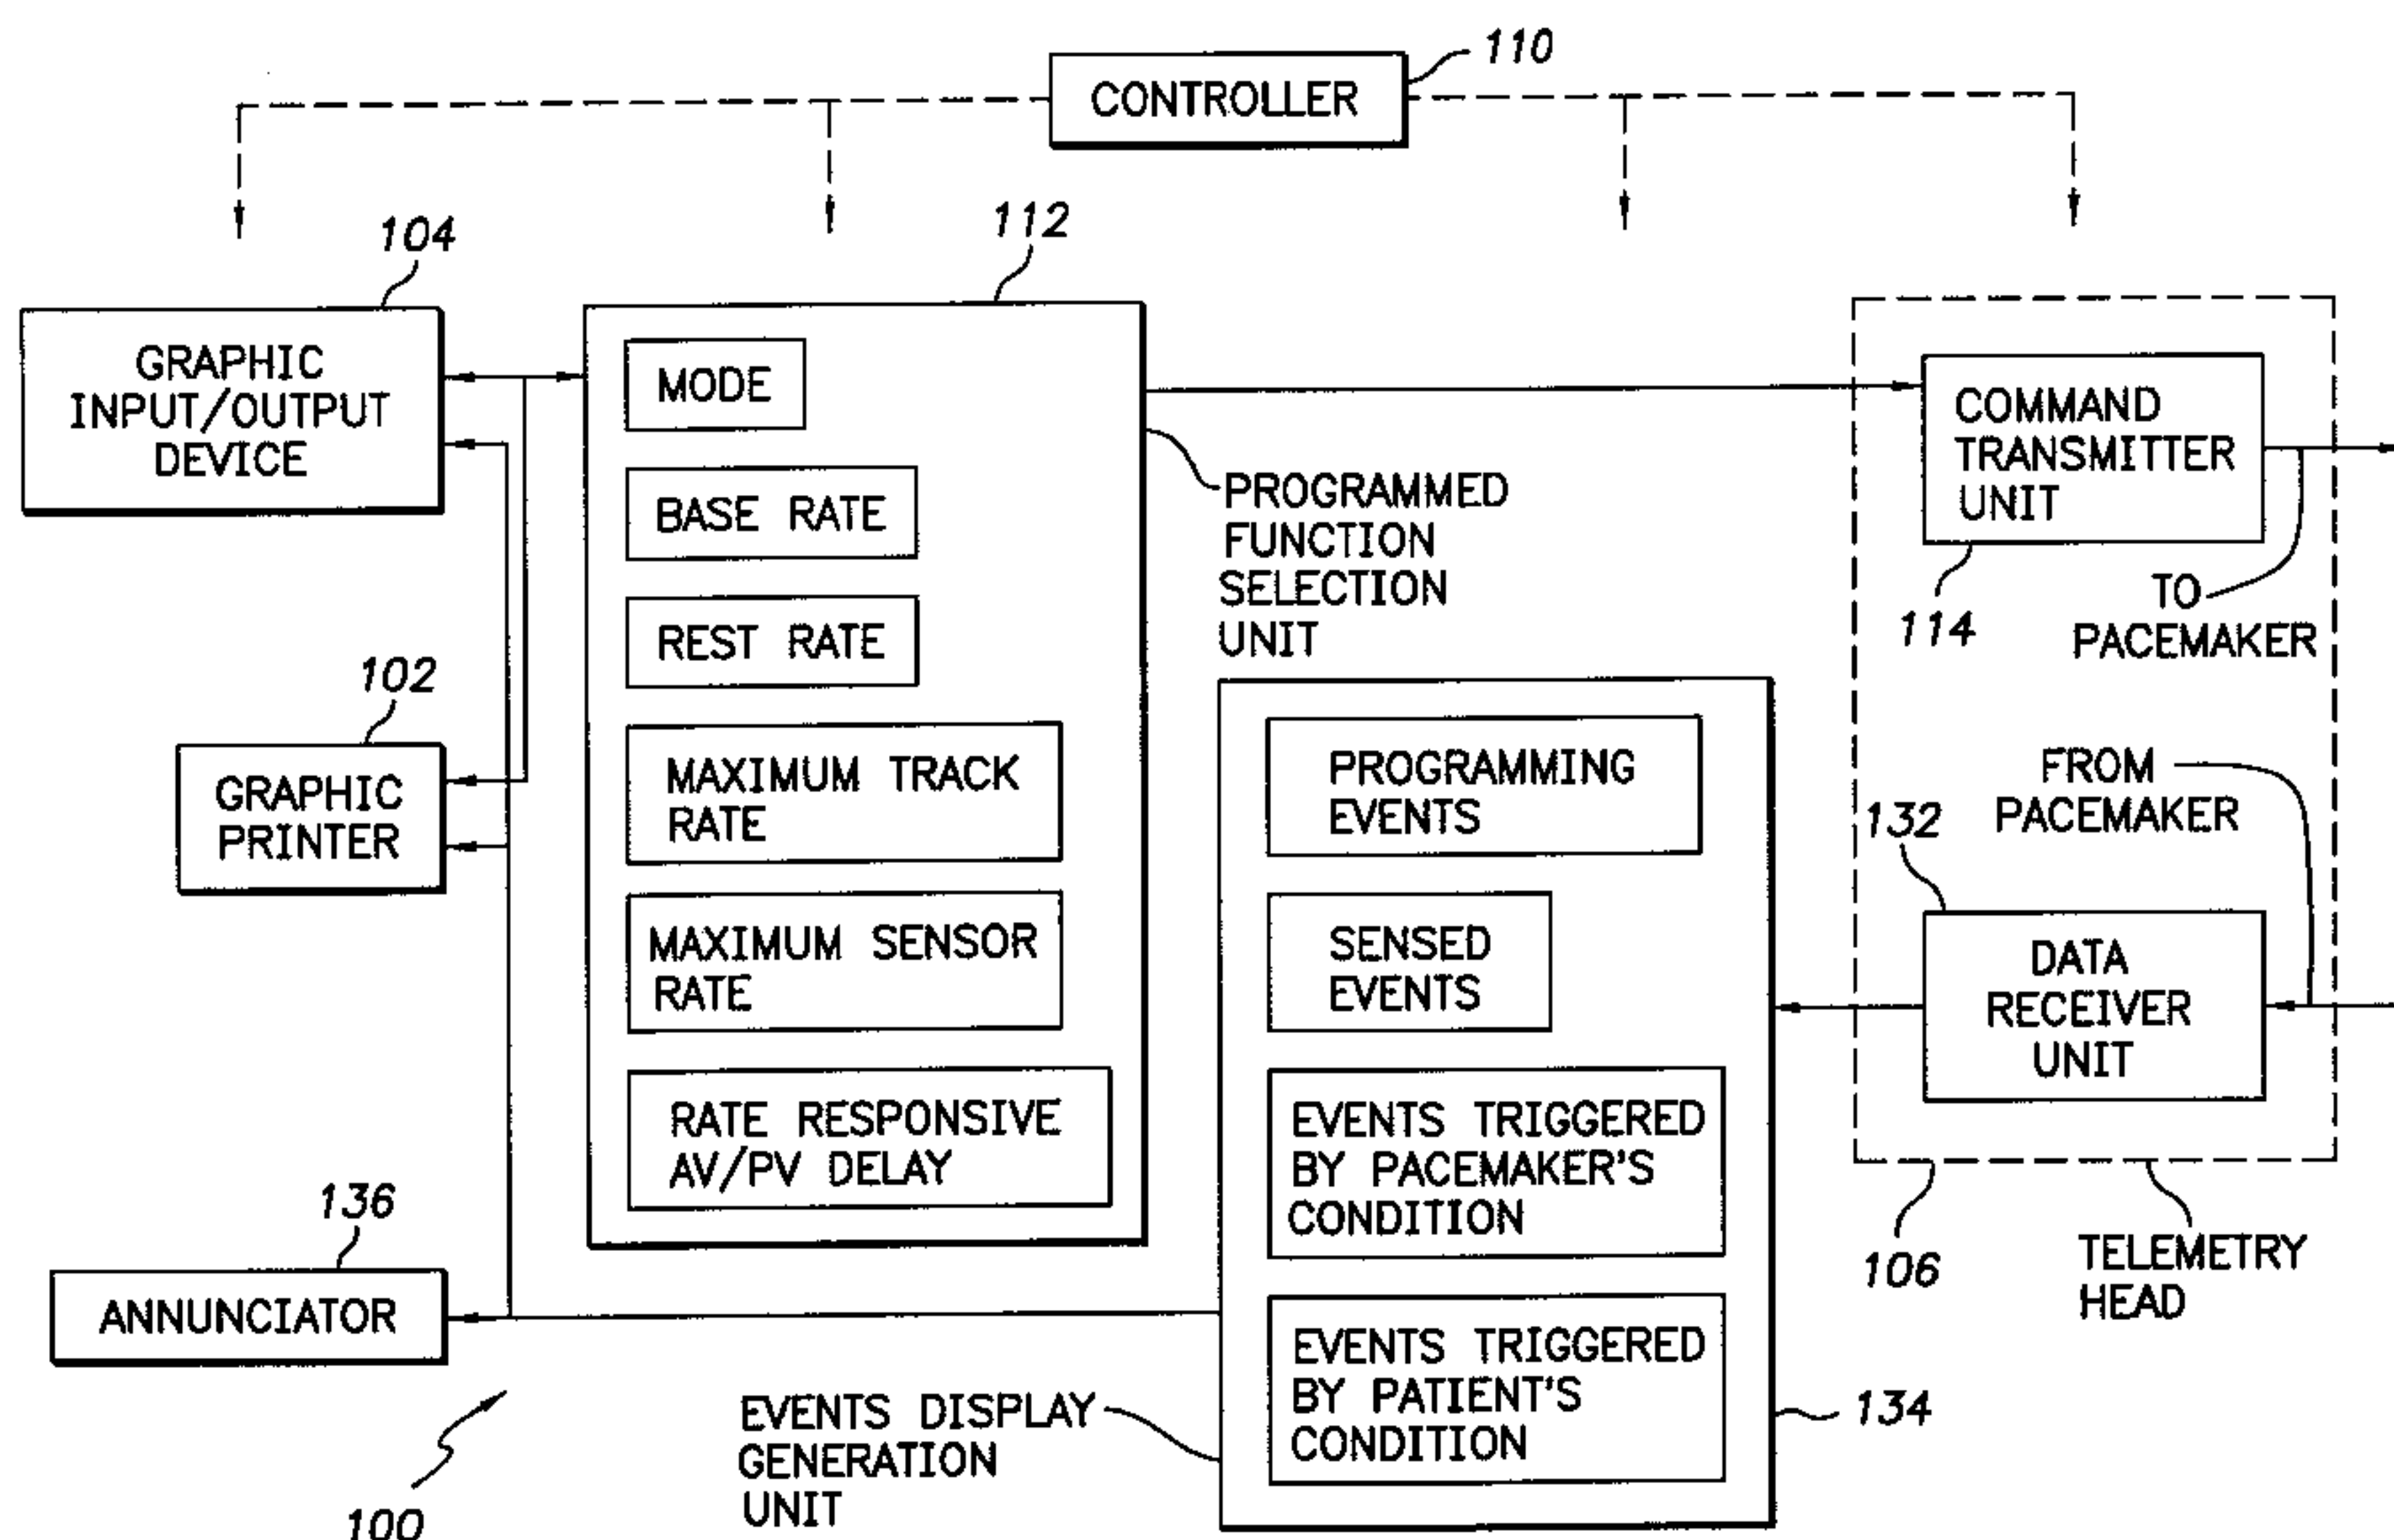 110
CONTROLLER
104
112
GRAPHIC
INPUT/OUTPUT
DEVICE
MODE
BASE RATE
REST RATE
MAXIMUM TRACK
RATE
MAXIMUM SENSOR
RATE
RATE RESPONSIVE
AV/PV DELAY
PROGRAMMED
FUNCTION
SELECTION
UNIT
COMMAND
TRANSMITTER
UNIT
114
TO
PACEMAKER
102
GRAPHIC
PRINTER
PROGRAMMING
EVENTS
SENSED
EVENTS
EVENTS TRIGGERED
BY PACEMAKER'S
CONDITION
EVENTS TRIGGERED
BY PATIENT'S
CONDITION
FROM
PACEMAKER
132
DATA
RECEIVER
UNIT
106
TELEMETRY
HEAD
136
ANNUNCIATOR
EVENTS DISPLAY
GENERATION
UNIT
134
100